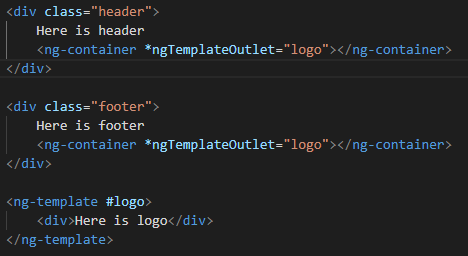 <div class="header">
    Here is header
    <ng-container *ngTemplateOutlet="logo"></ng-container>
</div>

<div class="footer">
    Here is footer
    <ng-container *ngTemplateOutlet="logo"></ng-container>
</div>

<ng-template #logo>
    <div>Here is logo</div>
</ng-template>